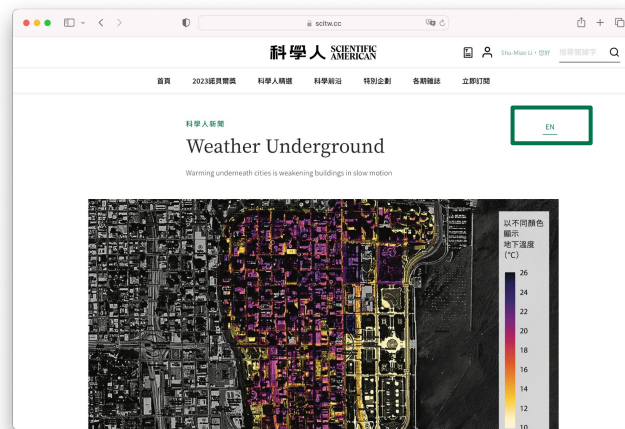 scitw.cc
科學人 SCIENTIFIC AMERICAN
Shu-Miao Li，您好
搜尋關鍵字
首頁 2023諾貝爾獎 科學人精選 科學前沿 特別企劃 各期雜誌 立即訂閱
科學人新聞
EN
Weather Underground
Warming underneath cities is weakening buildings in slow motion
以不同顏色
顯示
地下溫度
(°C)
26
24
22
20
18
16
14
12
10